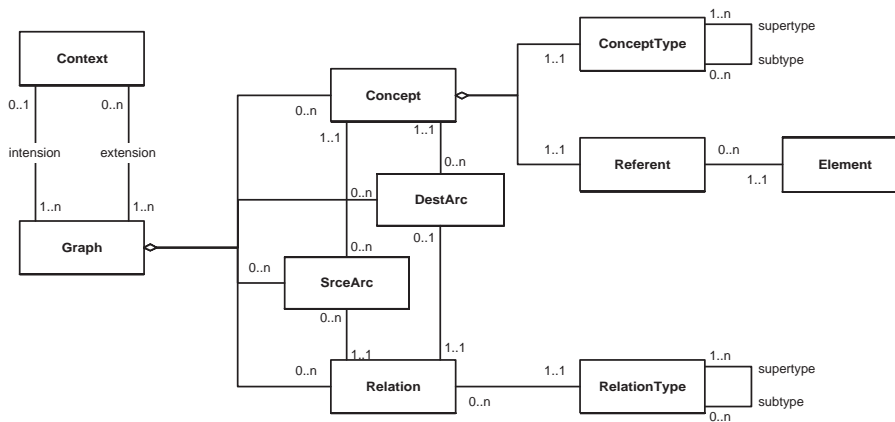 1..n
supertype
ConceptType
subtype
1..1
0..n
Context
Concept
0..1
0..n
0..n
1..1
1..1
intension
extension
0..n
1..1
Referent
0..n
Element
1..1
0..n
DestArc
1..n
1..n
0..1
Graph
0..n
0..n
SrceArc
0..n
1..1
1..1
0..n
Relation
1..1
0..n
RelationType
1..n
supertype
subtype
0..n